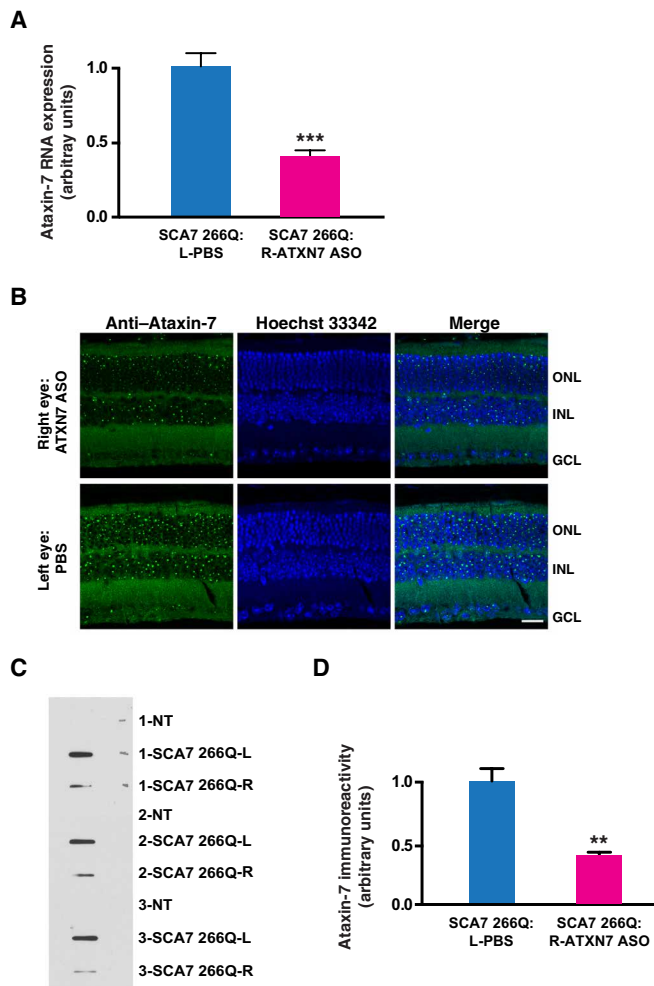 A
Ataxin-7 RNA expression
(arbitray units)
1.0
0.5
0.0
***
SCA7 266Q:
L-PBS
SCA7 266Q:
R-ATXN7 ASO
B
Anti–Ataxin-7
Hoechst 33342
Merge
Right eye:
ATXN7 ASO
ONL
INL
GCL
Left eye:
PBS
ONL
INL
GCL
C
1-NT
1-SCA7 266Q-L
1-SCA7 266Q-R
2-NT
2-SCA7 266Q-L
2-SCA7 266Q-R
3-NT
3-SCA7 266Q-L
3-SCA7 266Q-R
D
Ataxin-7 immunoreactivity
(arbitrary units)
1.0
0.5
0.0
**
SCA7 266Q:
L-PBS
SCA7 266Q:
R-ATXN7 ASO